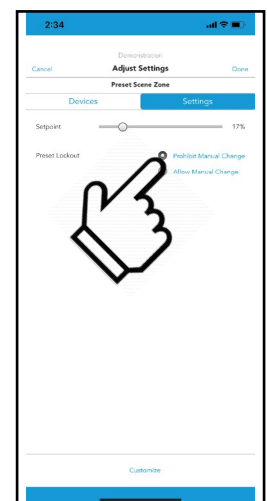 2:34
Demonstration
Cancel Adjust Settings Done
Preset Scene Zone
Devices Settings
Setpoint 17%
Preset Lockout Prohibit Manual Change
Allow Manual Change
Customize